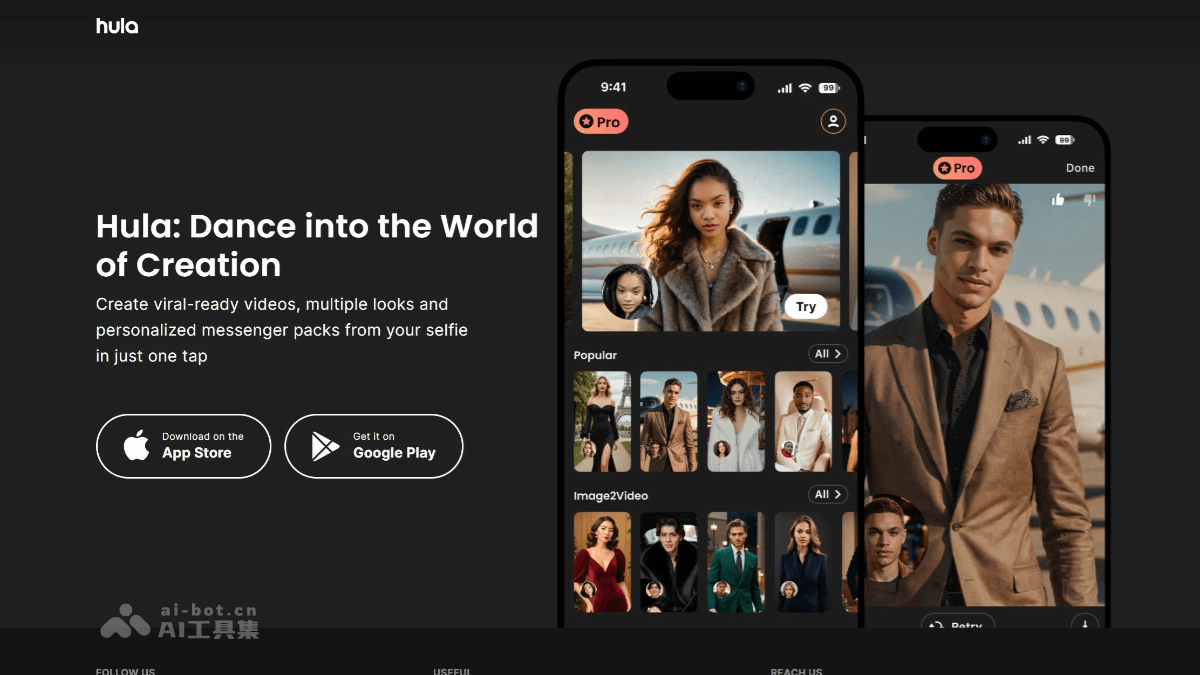 hula
Hula: Dance into the World
of Creation
Create viral-ready videos, multiple looks and
personalized messenger packs from your selfie
in just one tap
Download on the
App Store
Get it on
Google Play
9:41
99
Pro
Try
Popular
All
Image2Video
All
99
Pro
Done
Retry
ai-bot.cn
AI工具集
FOLLOW US
USEFUL
REACH US